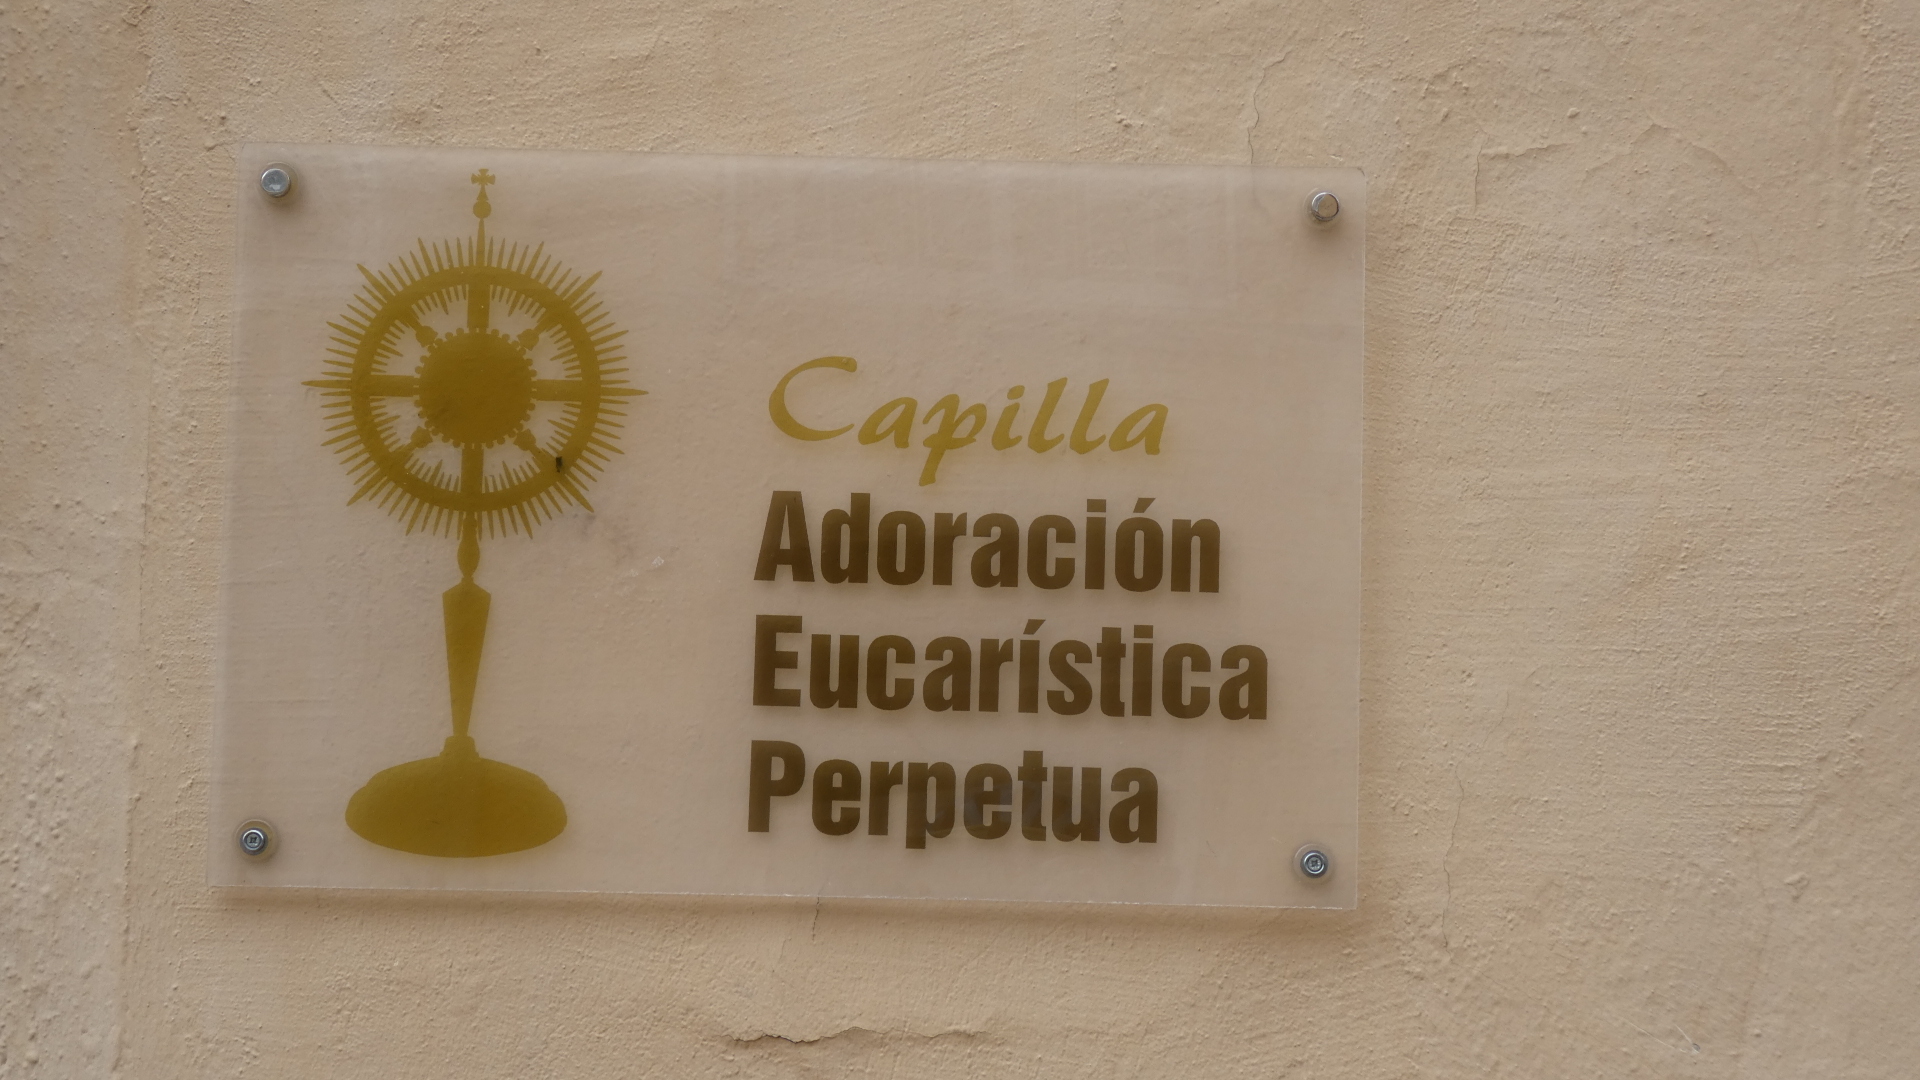 Capilla
Adoración
Eucarística
Perpetua